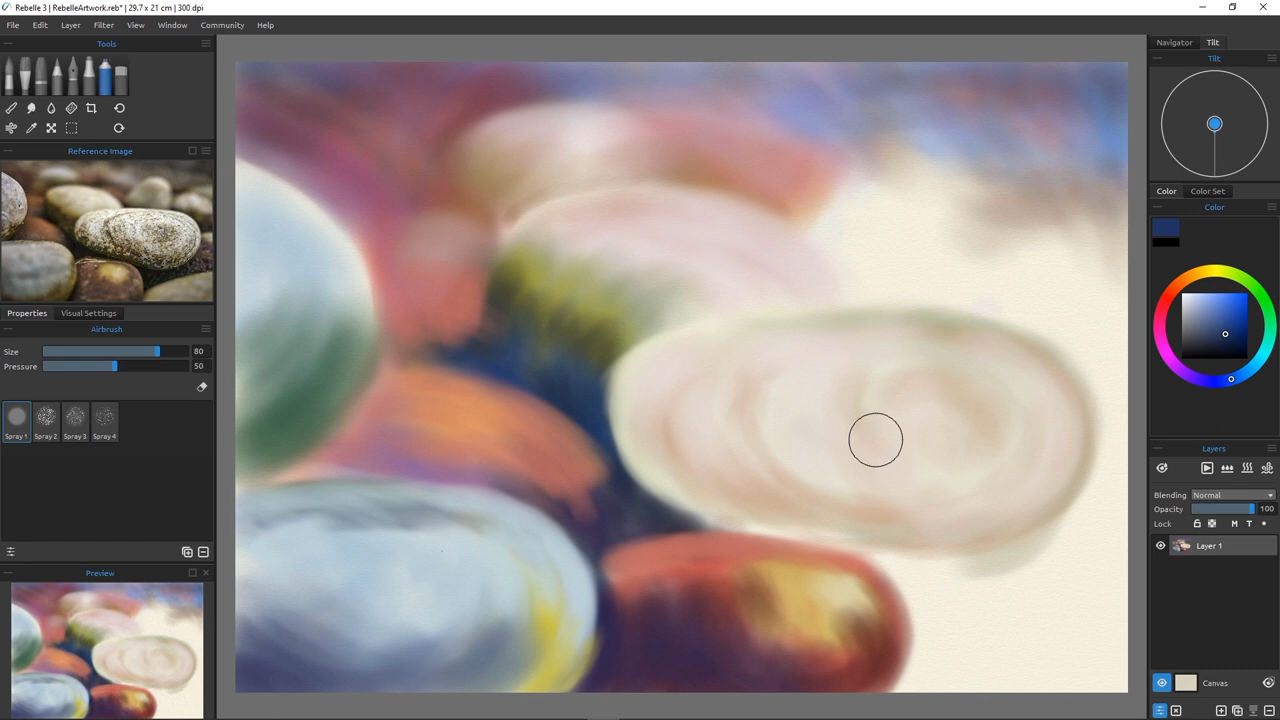 Rebelle 3 | RebelleArtwork.reb* | 29.7 x 21 cm | 300 dpi
File Edit Layer Filter View Window Community Help
Tools
Reference Image
Properties Visual Settings
Airbrush
Size 80
Pressure 50
Spray 1 Spray 2 Spray 3 Spray 4
Preview
Navigator Tilt
Tilt
Color Color Set
Color
Layers
Blending Normal
Opacity 100
Lock M T
Layer 1
Canvas